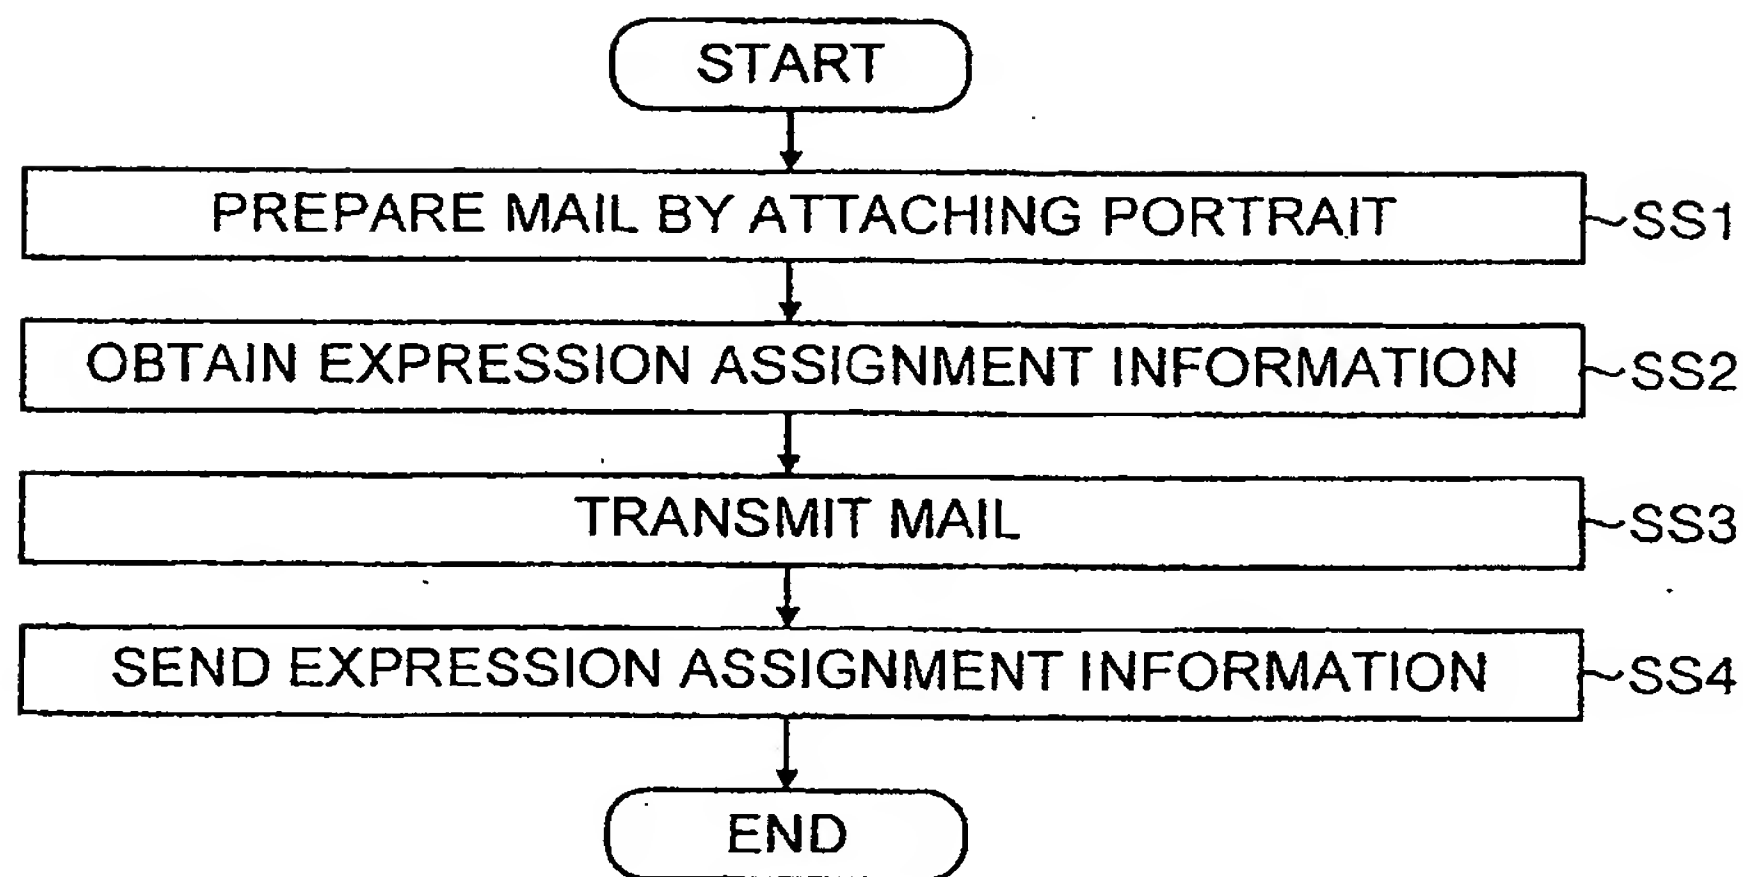 START
PREPARE MAIL BY ATTACHING PORTRAIT ~SS1
OBTAIN EXPRESSION ASSIGNMENT INFORMATION ~SS2
TRANSMIT MAIL ~SS3
SEND EXPRESSION ASSIGNMENT INFORMATION ~SS4
END